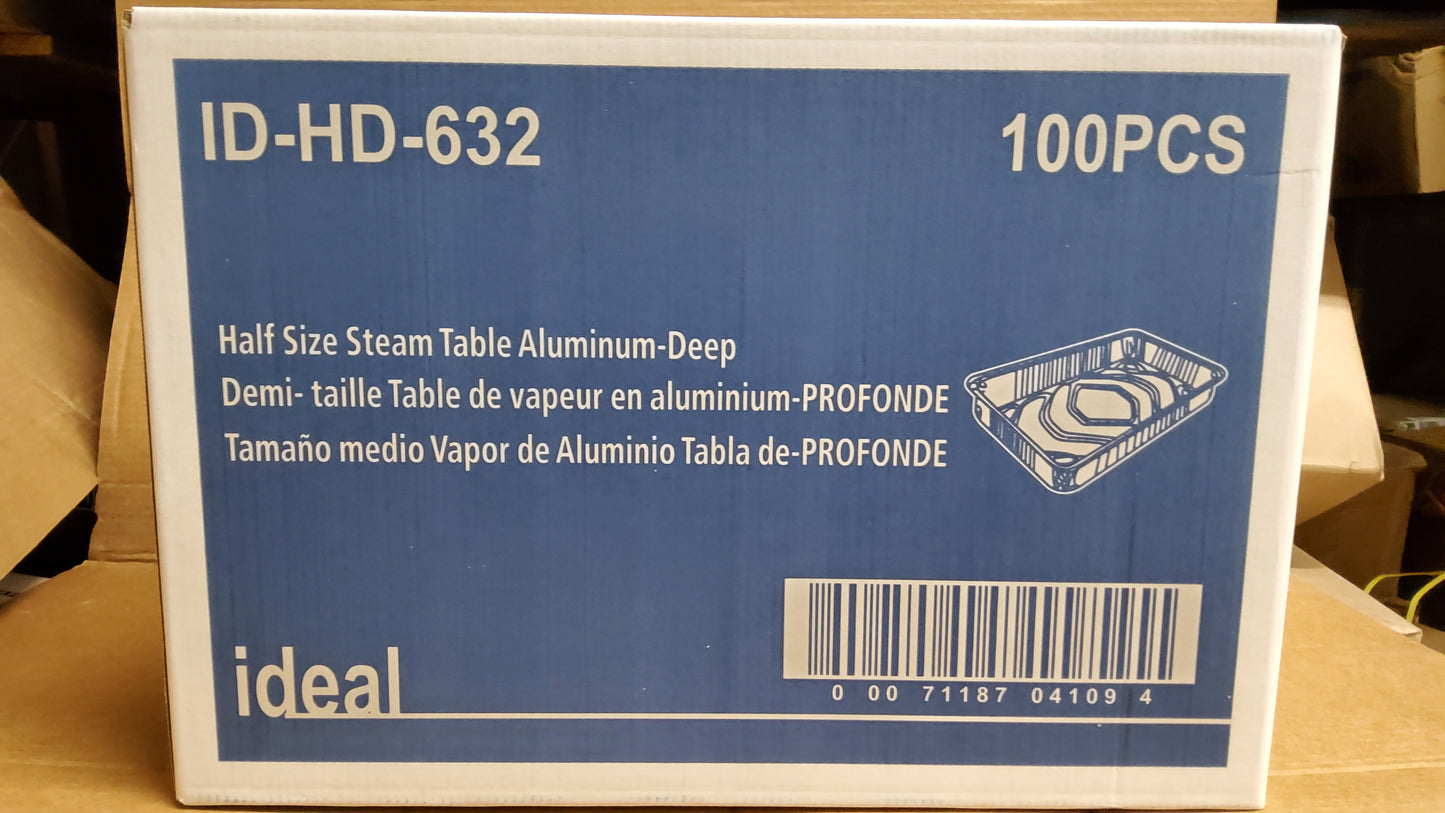 ID-HD-632
100PCS
Half Size Steam Table Aluminum-Deep
Demi- taille Table de vapeur en aluminium-PROFONDE
Tamaño medio Vapor de Aluminio Tabla de-PROFONDE
ideal
0 00 71187 04109 4